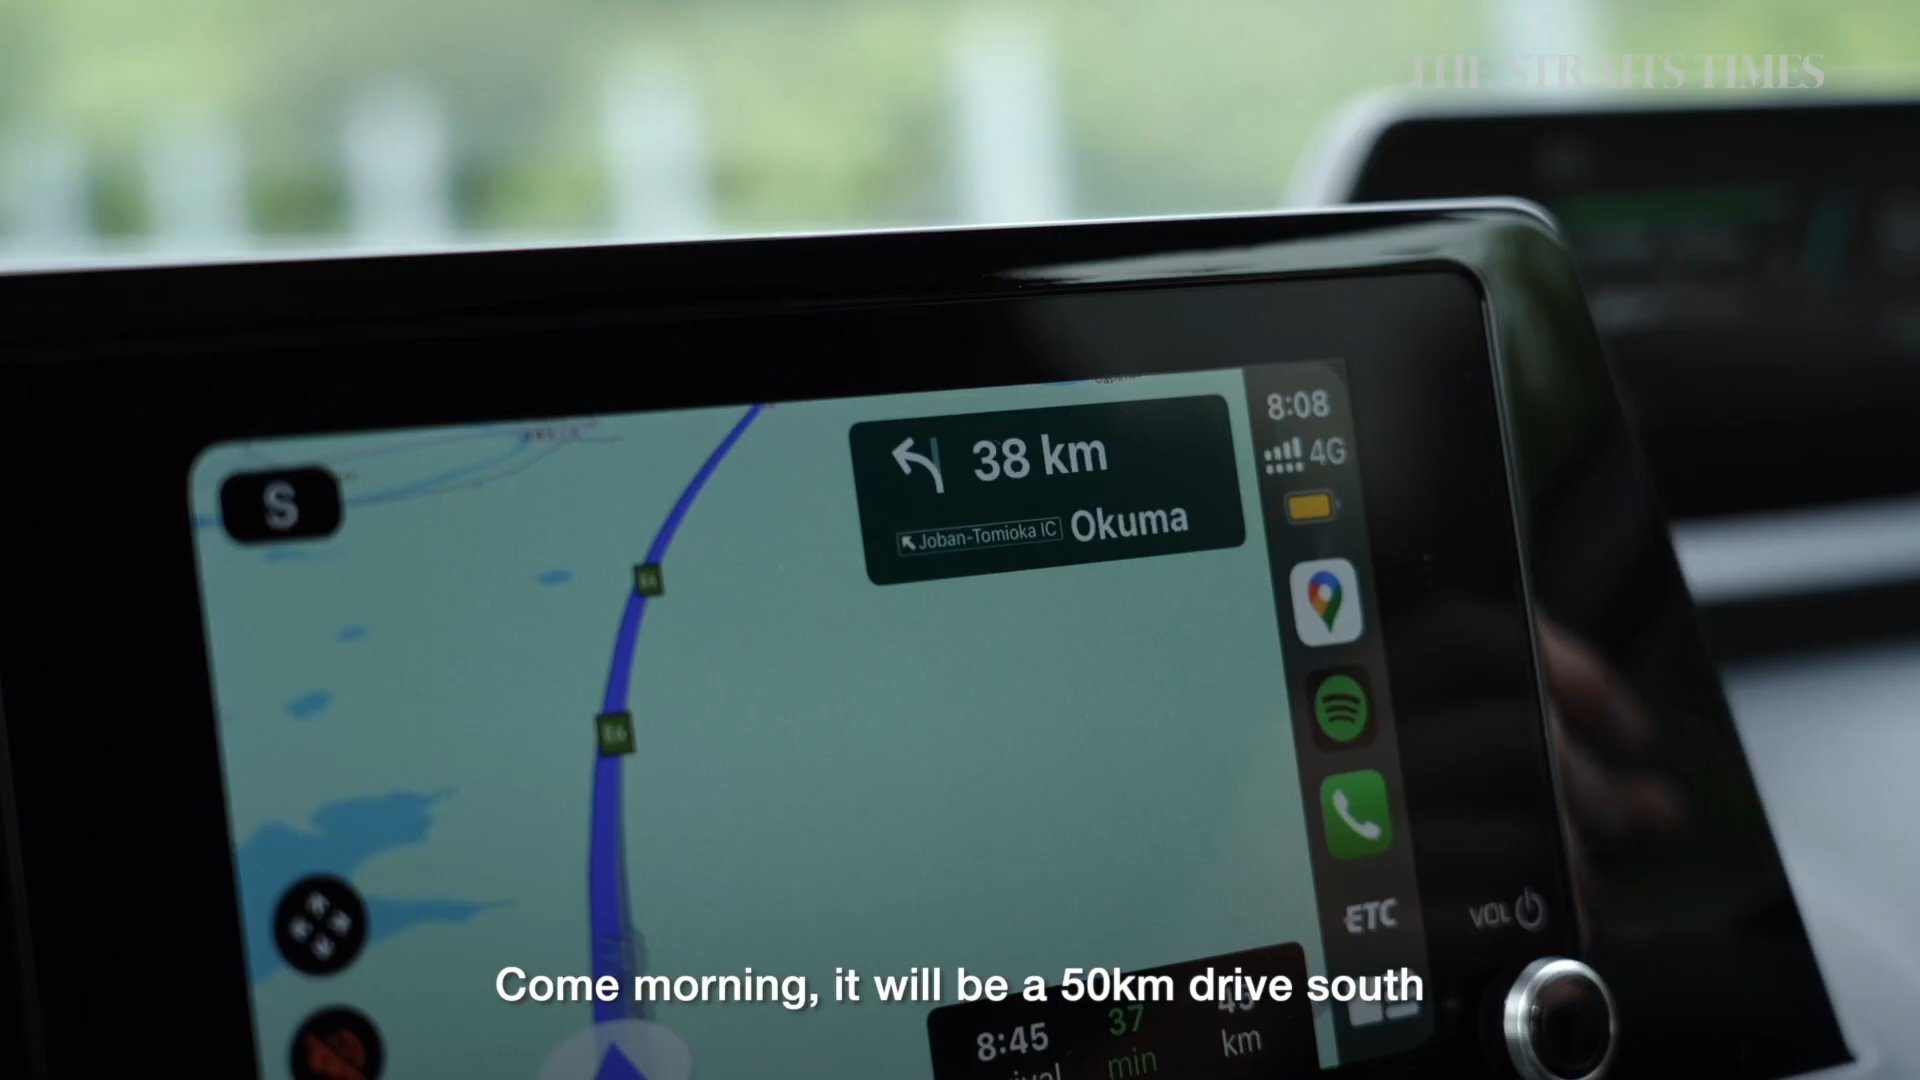 THE STRAITS TIMES
8:08
38 km
4G
S
Joban-Tomioka IC Okuma
E6
ETC
VOL
Come morning, it will be a 50km drive south
8:45 37
min km